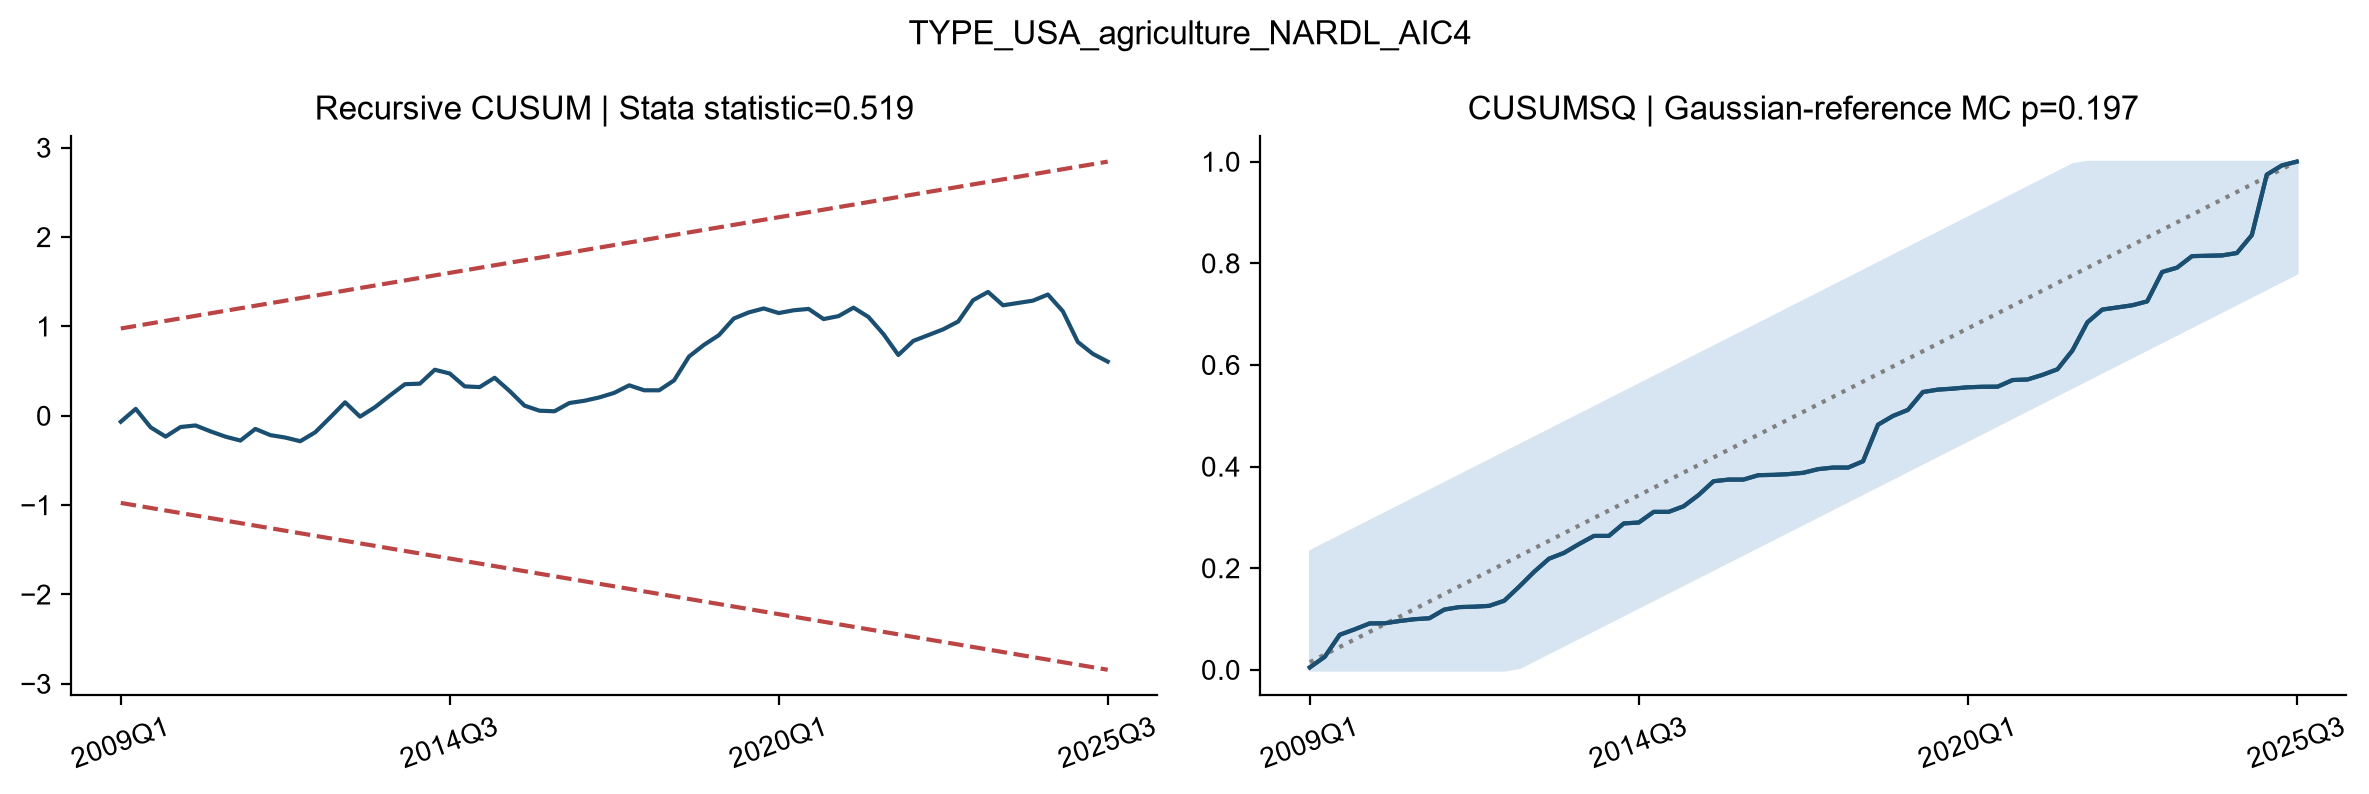 TYPE_USA_agriculture_NARDL_AIC4
Recursive CUSUM | Stata statistic=0.519
3
2
1
0
−1
−2
−3
2009Q1
2014Q3
2020Q1
2025Q3
CUSUMSQ | Gaussian-reference MC p=0.197
1.0
0.8
0.6
0.4
0.2
0.0
2009Q1
2014Q3
2020Q1
2025Q3